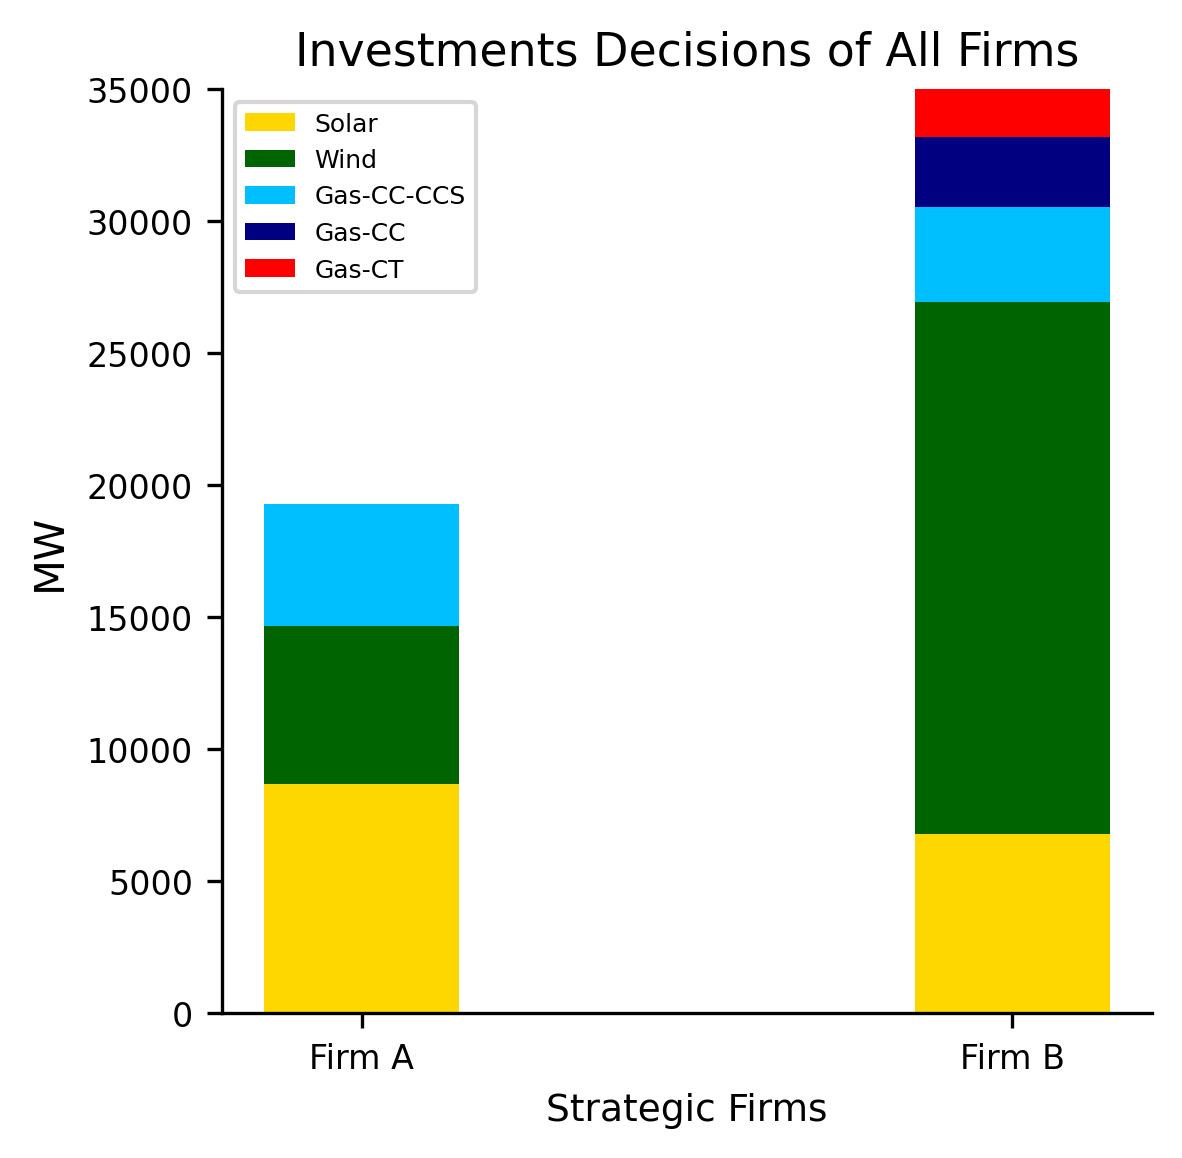 Investments Decisions of All Firms
35000
30000
25000
20000
15000
10000
5000
0
MW
Solar
Wind
Gas-CC-CCS
Gas-CC
Gas-CT
Firm A
Firm B
Strategic Firms